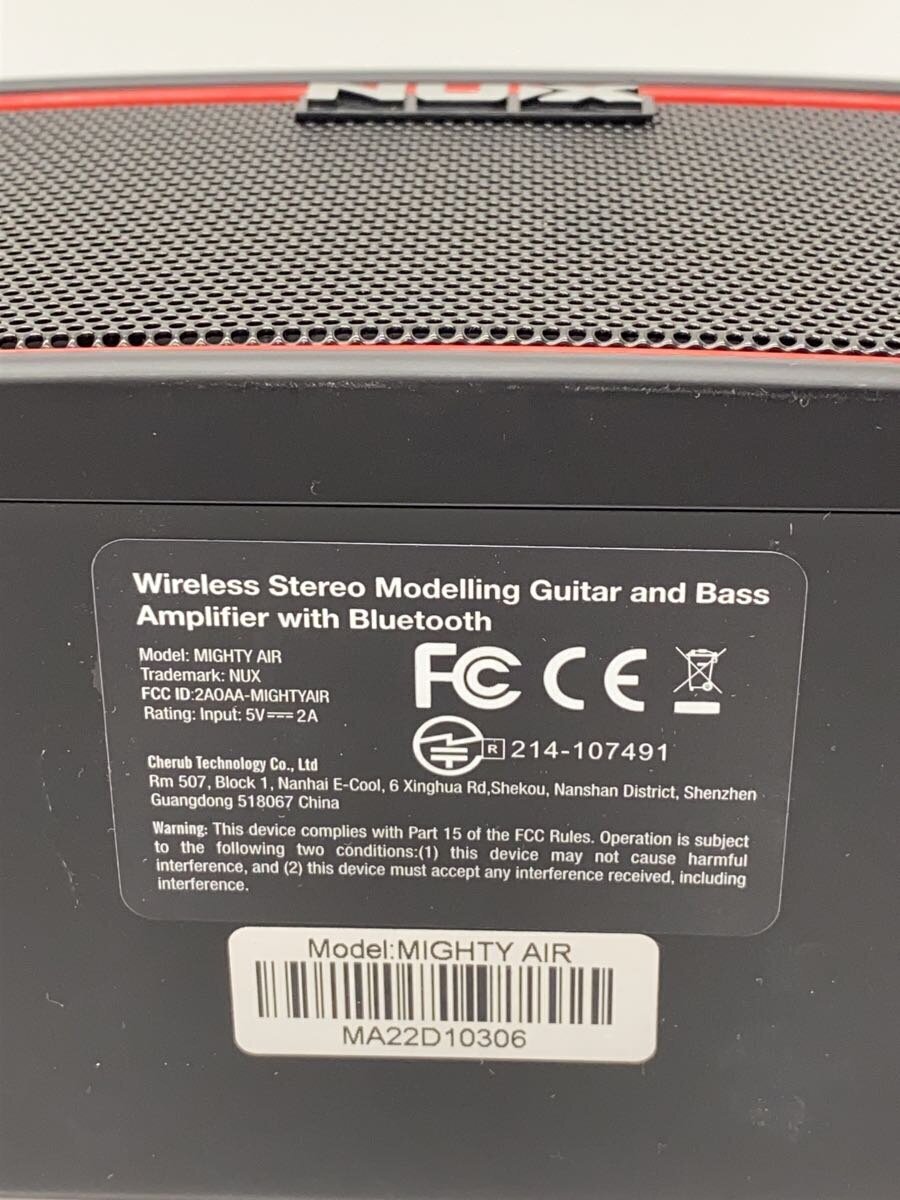 NUX
Wireless Stereo Modelling Guitar and Bass
Amplifier with Bluetooth
Model: MIGHTY AIR
Trademark: NUX
FCC ID:2AOAA-MIGHTYAIR
Rating: Input: 5V⎓2A
FC CE
R 214-107491
Cherub Technology Co., Ltd
Rm 507, Block 1, Nanhai E-Cool, 6 Xinghua Rd,Shekou, Nanshan District, Shenzhen
Guangdong 518067 China
Warning: This device complies with Part 15 of the FCC Rules. Operation is subject
to the following two conditions:(1) this device may not cause harmful
interference, and (2) this device must accept any interference received, including
interference.
Model:MIGHTY AIR
MA22D10306